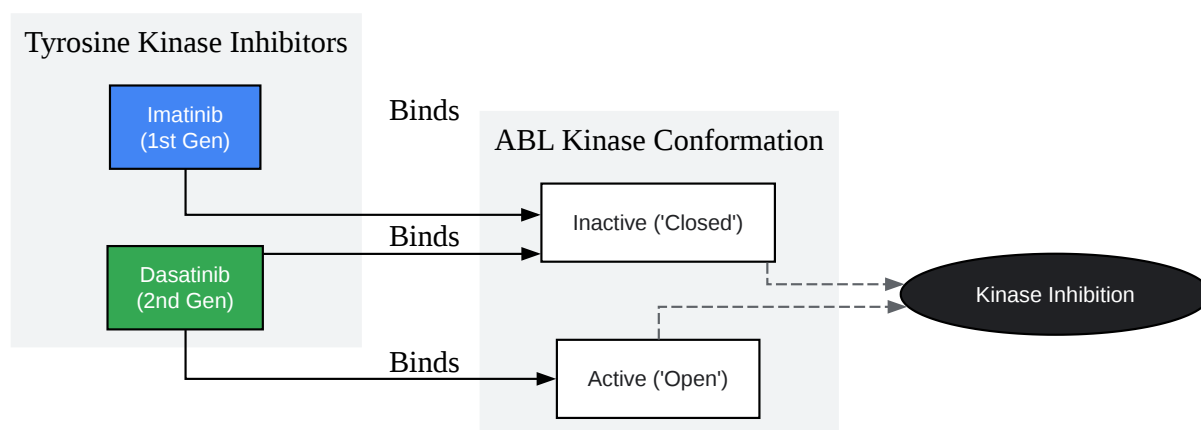 Tyrosine Kinase Inhibitors
Imatinib
(1st Gen)
Binds
ABL Kinase Conformation
Inactive ('Closed')
Binds
Dasatinib
(2nd Gen)
Kinase Inhibition
Binds
Active ('Open')